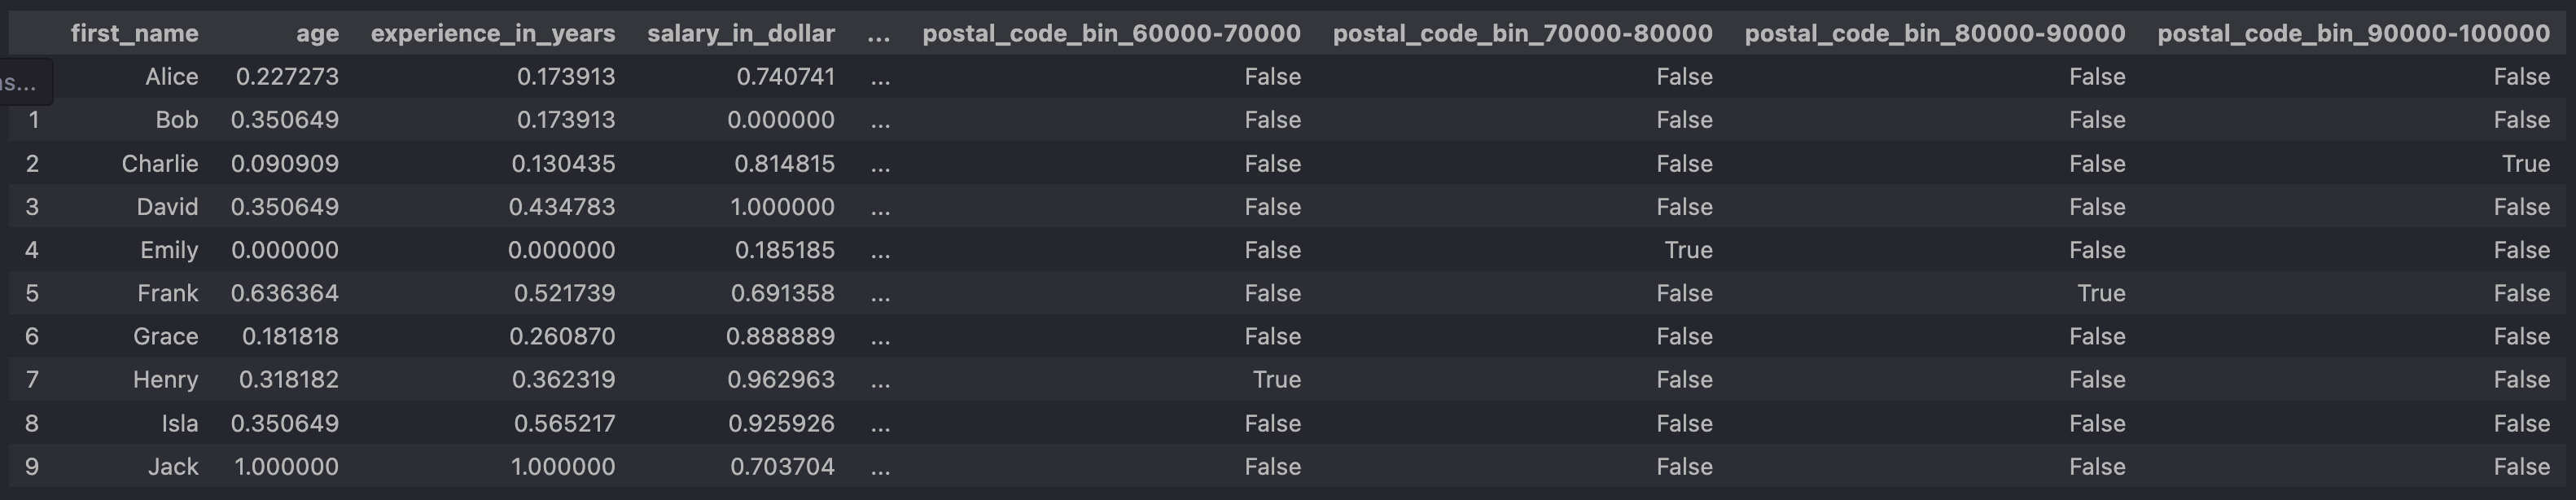 first_name age experience_in_years salary_in_dollar ... postal_code_bin_60000-70000 postal_code_bin_70000-80000 postal_code_bin_80000-90000 postal_code_bin_90000-100000
as... Alice 0.227273 0.173913 0.740741 ... False False False False
1 Bob 0.350649 0.173913 0.000000 ... False False False False
2 Charlie 0.090909 0.130435 0.814815 ... False False False True
3 David 0.350649 0.434783 1.000000 ... False False False False
4 Emily 0.000000 0.000000 0.185185 ... False True False False
5 Frank 0.636364 0.521739 0.691358 ... False False True False
6 Grace 0.181818 0.260870 0.888889 ... False False False False
7 Henry 0.318182 0.362319 0.962963 ... True False False False
8 Isla 0.350649 0.565217 0.925926 ... False False False False
9 Jack 1.000000 1.000000 0.703704 ... False False False False